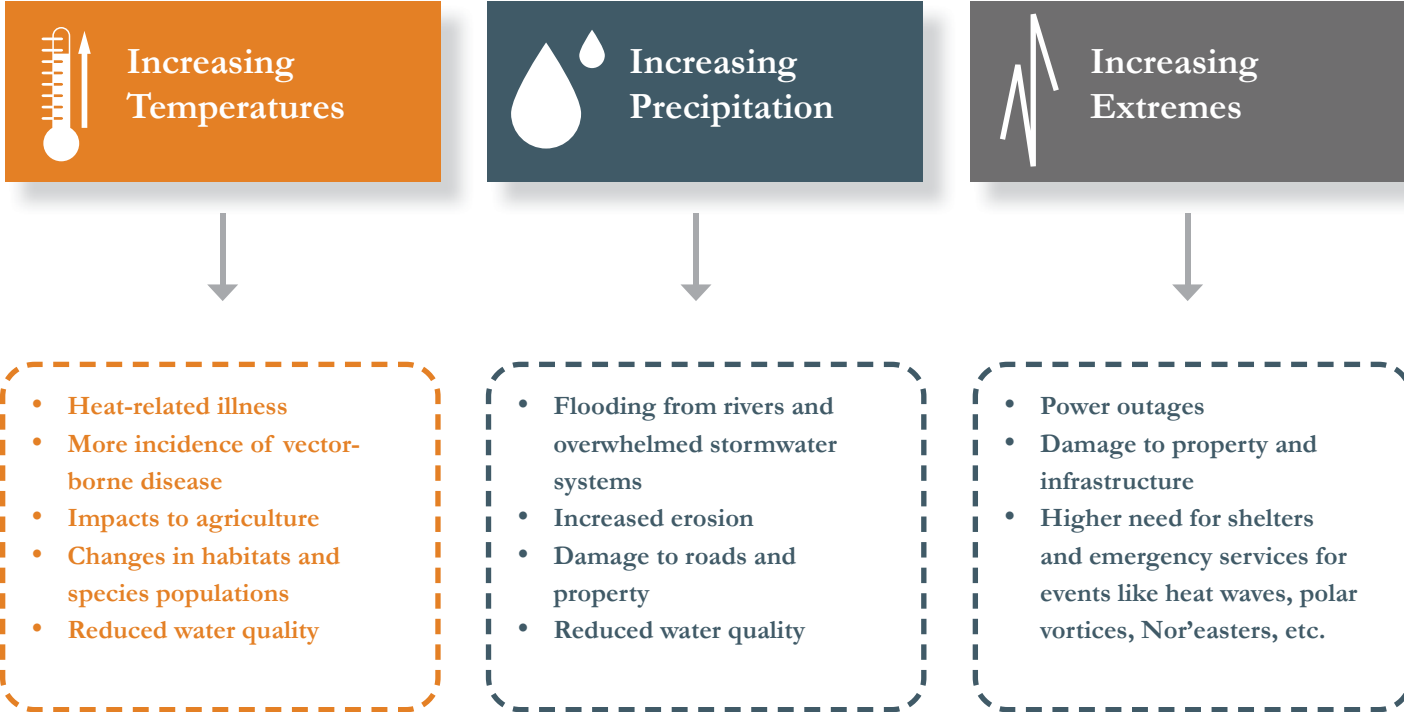 Increasing
Temperatures
Increasing
Precipitation
Increasing
Extremes
• Heat-related illness
• More incidence of vector-
borne disease
• Impacts to agriculture
• Changes in habitats and
species populations
• Reduced water quality
• Flooding from rivers and
overwhelmed stormwater
systems
• Increased erosion
• Damage to roads and
property
• Reduced water quality
• Power outages
• Damage to property and
infrastructure
• Higher need for shelters
and emergency services for
events like heat waves, polar
vortices, Nor’easters, etc.